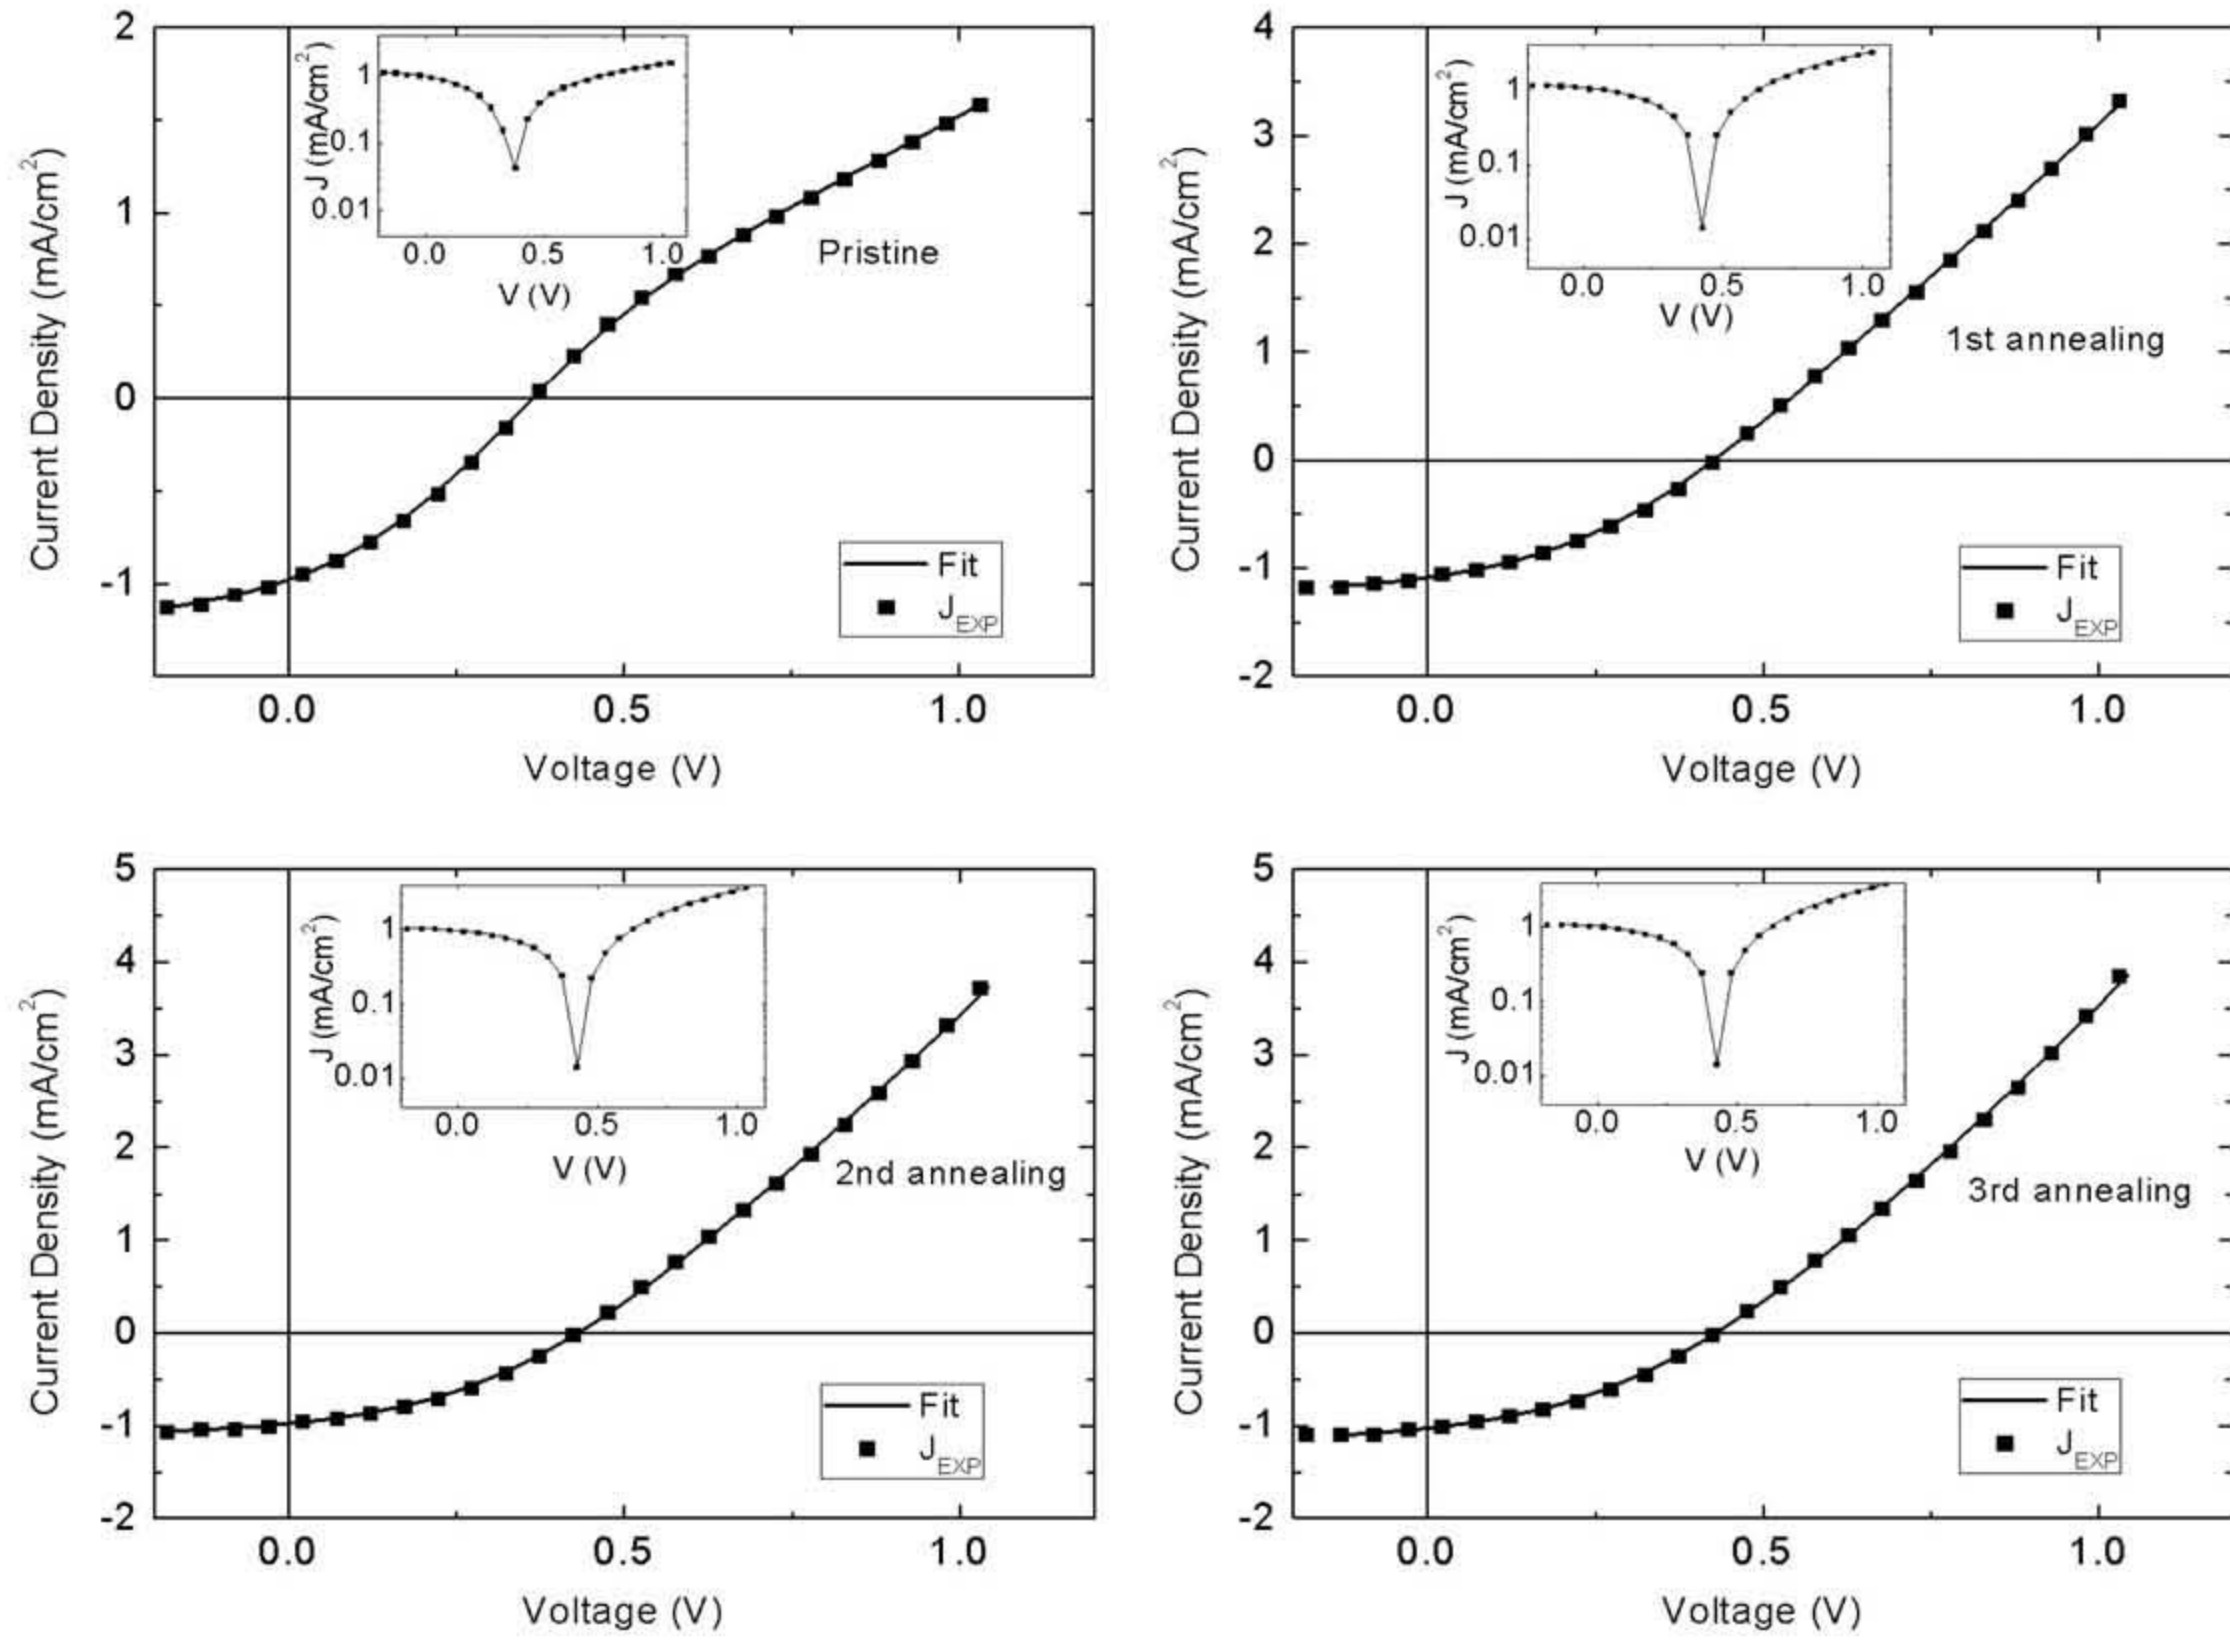 2
1
0
-1
Current Density (mA/cm²)
0.0
0.5
1.0
Voltage (V)
1
0.1
0.01
J (mA/cm²)
0.0
0.5
1.0
V (V)
Pristine
Fit
J_EXP
4
3
2
1
0
-1
-2
Current Density (mA/cm²)
0.0
0.5
1.0
Voltage (V)
1
0.1
0.01
J (mA/cm²)
0.0
0.5
1.0
V (V)
1st annealing
Fit
J_EXP
5
4
3
2
1
0
-1
-2
Current Density (mA/cm²)
0.0
0.5
1.0
Voltage (V)
1
0.1
0.01
J (mA/cm²)
0.0
0.5
1.0
V (V)
2nd annealing
Fit
J_EXP
5
4
3
2
1
0
-1
-2
Current Density (mA/cm²)
0.0
0.5
1.0
Voltage (V)
1
0.1
0.01
J (mA/cm²)
0.0
0.5
1.0
V (V)
3rd annealing
Fit
J_EXP